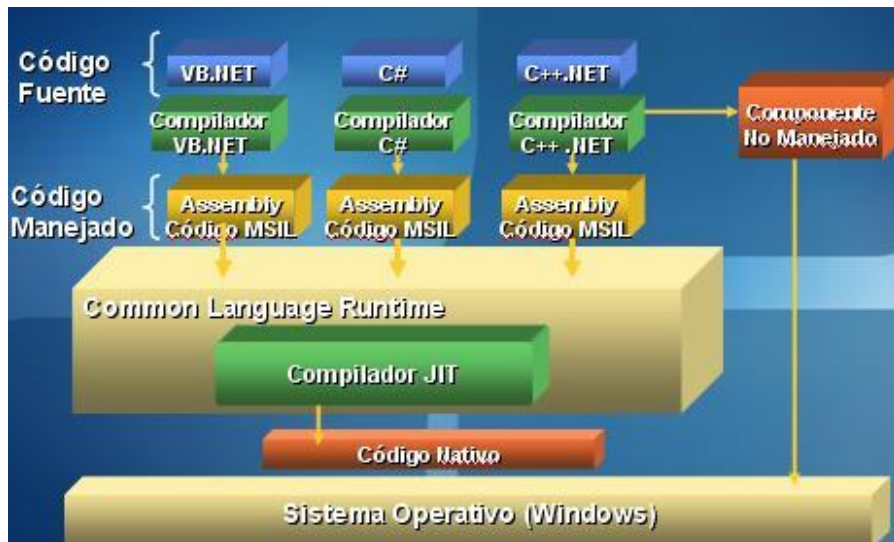 Código
Fuente
VB.NET
C#
C++.NET
Compilador
VB.NET
Compilador
C#
Compilador
C++ .NET
Componente
No Manejado
Código
Manejado
Assembly
Código MSIL
Assembly
Código MSIL
Assembly
Código MSIL
Common Language Runtime
Compilador JIT
Código Nativo
Sistema Operativo (Windows)